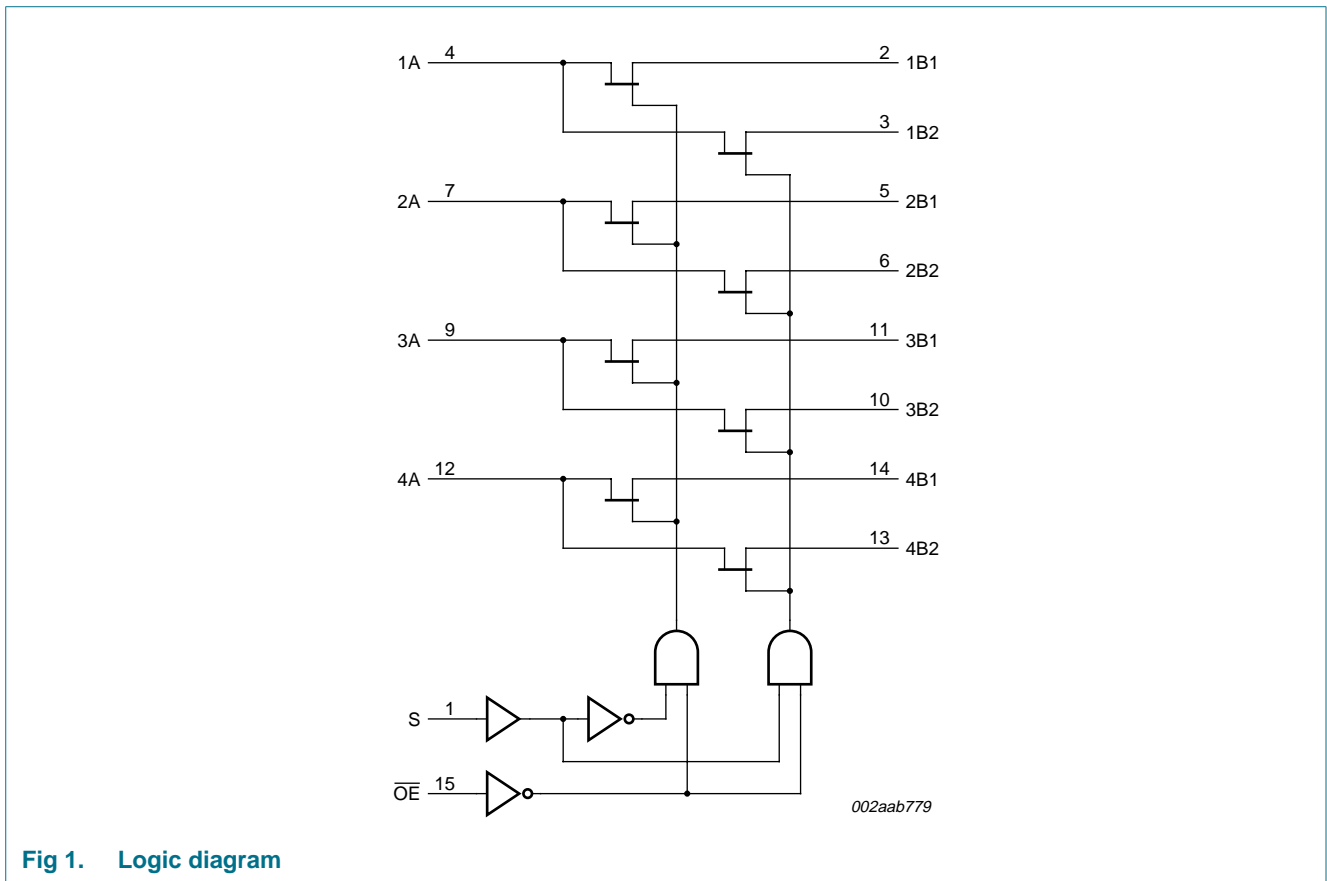 1A 4 2 1B1
3 1B2
2A 7 5 2B1
6 2B2
3A 9 11 3B1
10 3B2
4A 12 14 4B1
13 4B2
S 1
O̅E̅ 15
002aab779
Fig 1. Logic diagram